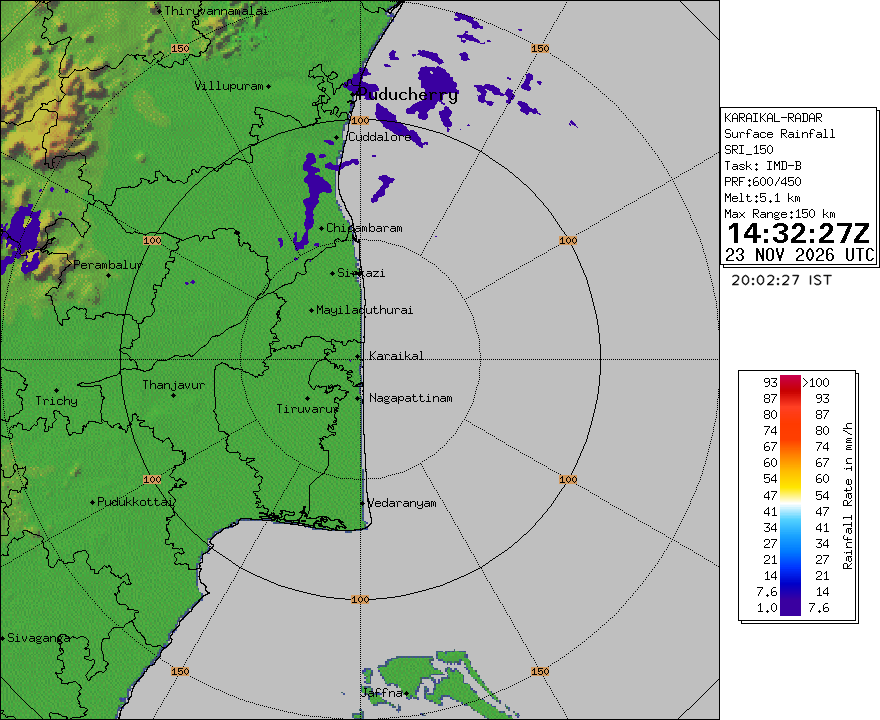 Thiruvannamalai
150
150
Villupuram
Puducherry
100
Cuddalore
Chidambaram
100
100
Perambalur
Sirkazi
Mayiladuthurai
Karaikal
Thanjavur
Trichy
Nagapattinam
Tiruvarur
100
100
Pudukkottai
Vedaranyam
100
Sivaganga
150
150
Jaffna
KARAIKAL-RADAR
Surface Rainfall
SRI_150
Task: IMD-B
PRF:600/450
Melt:5.1 km
Max Range:150 km
14:32:27Z
23 NOV 2026 UTC
20:02:27 IST
93 >100
87 93
80 87
74 80
67 74
60 67
54 60
47 54
41 47
34 41
27 34
21 27
14 21
7.6 14
1.0 7.6
Rainfall Rate in mm/h